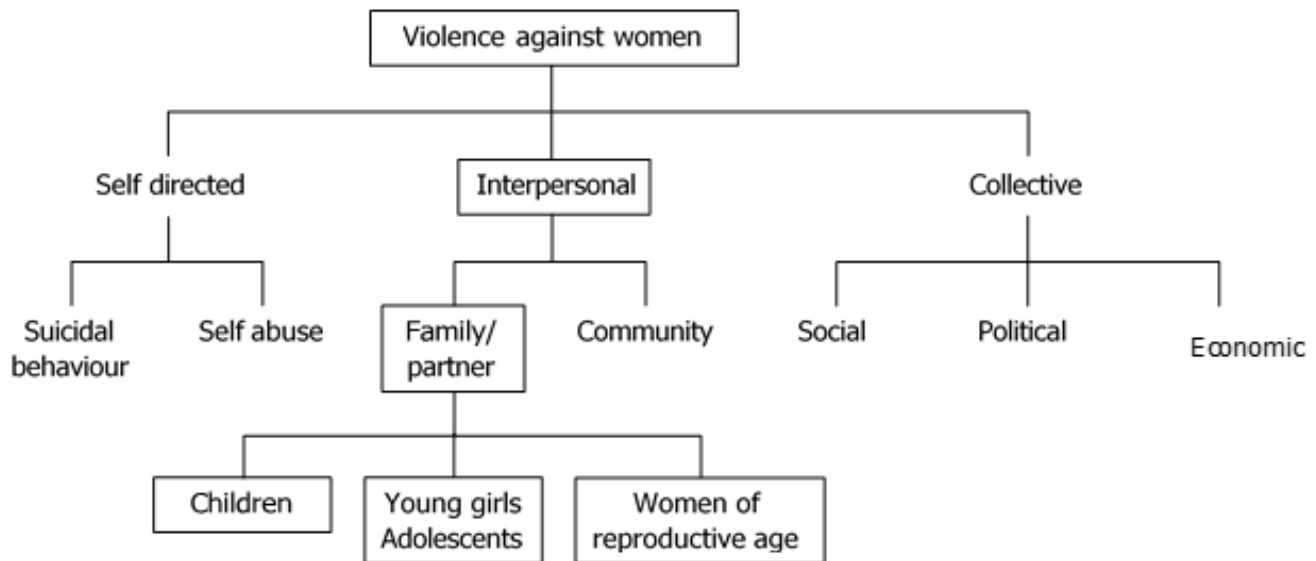 Violence against women
Self directed
Interpersonal
Collective
Suicidal
behaviour
Self abuse
Family/
partner
Community
Social
Political
Economic
Children
Young girls
Adolescents
Women of
reproductive age